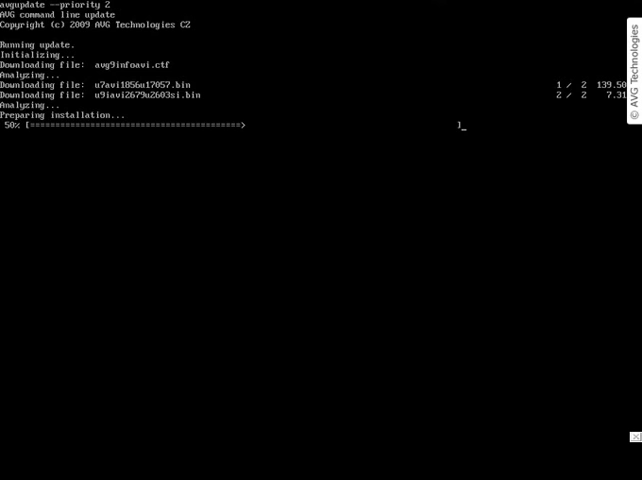 avgupdate --priority 2
AVG command line update
Copyright (c) 2009 AVG Technologies CZ
Running update.
Initializing...
Downloading file:  avg9infoavi.ctf
Analyzing...
Downloading file:  u7avi1856u17057.bin 1 / 2 139.50
Downloading file:  u9iavi2679u2603si.bin 2 / 2 7.31
Analyzing...
Preparing installation...
50% [==========================================> ]_
© AVG Technologies